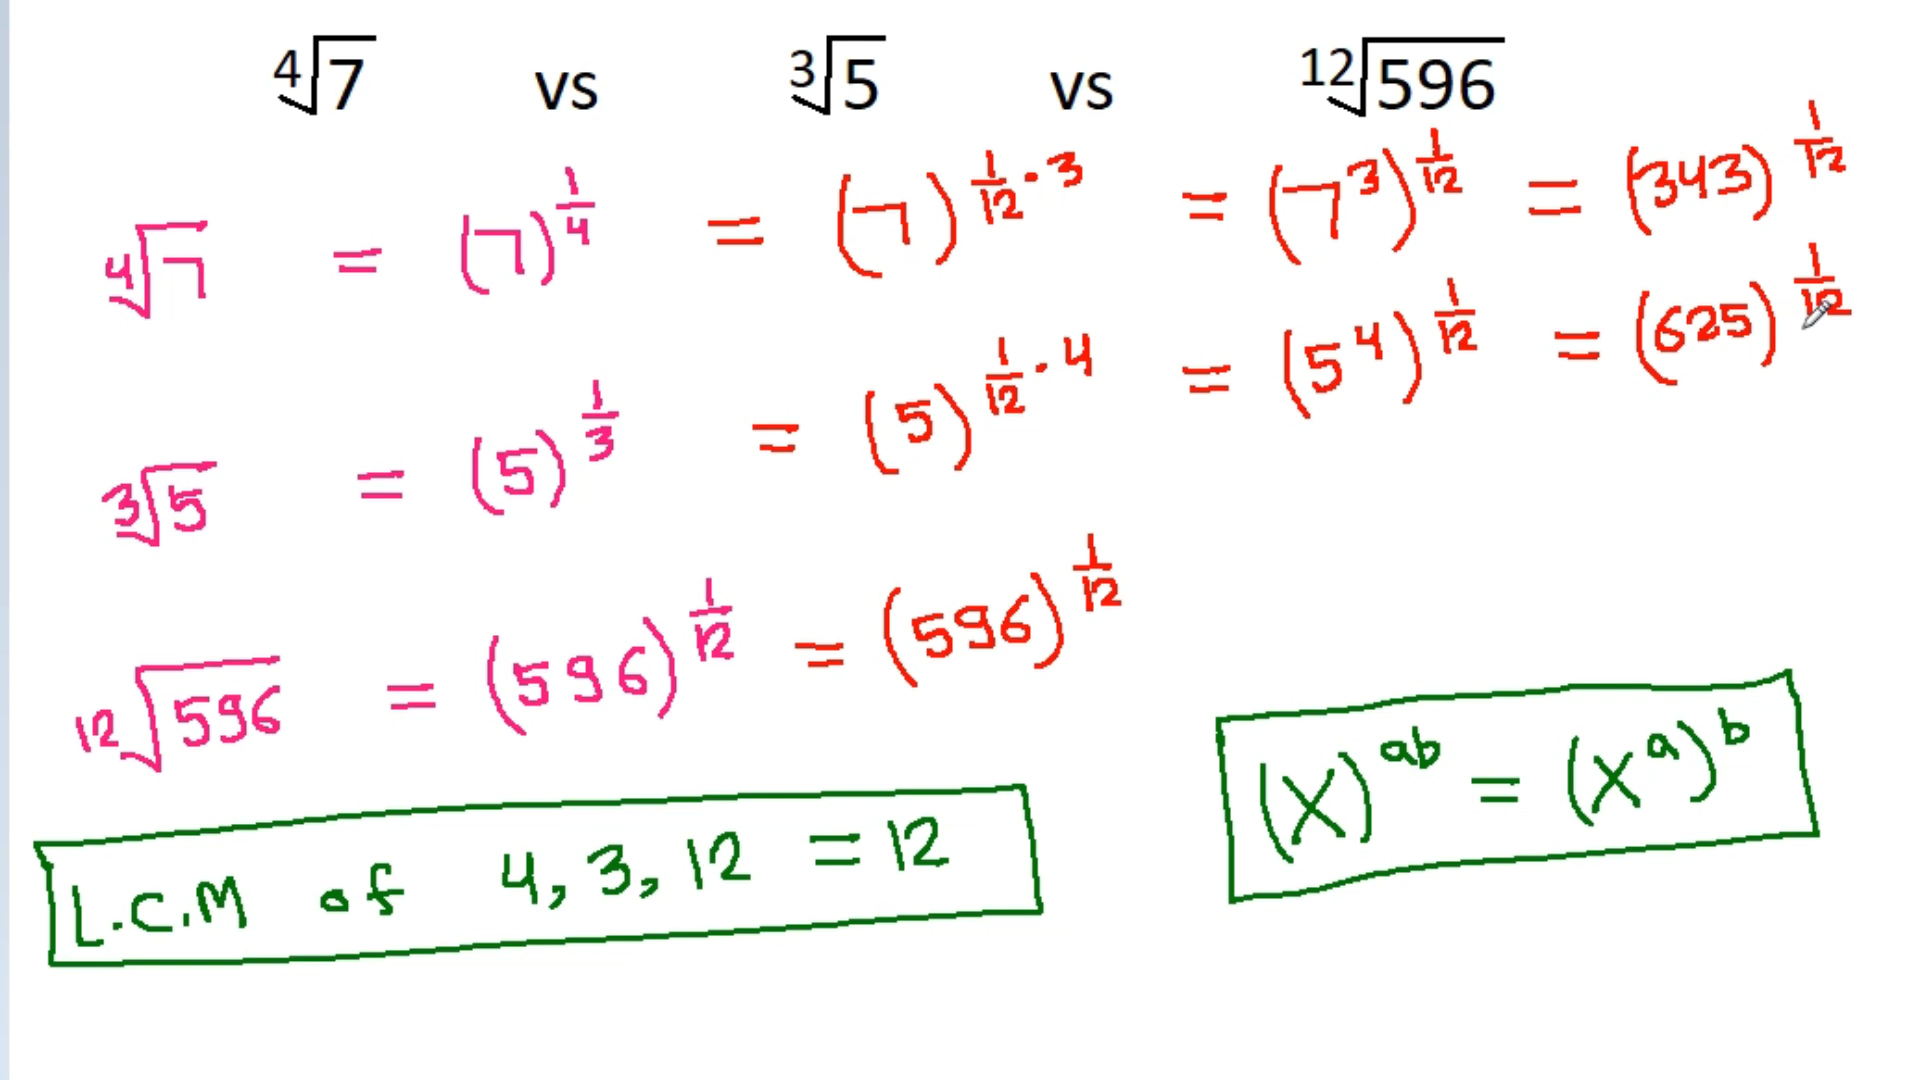 ⁴√7 vs ³√5 vs ¹²√596
⁴√7 = (7)^(1/4) = (7)^(1/12 · 3) = (7³)^(1/12) = (343)^(1/12)
³√5 = (5)^(1/3) = (5)^(1/12 · 4) = (5⁴)^(1/12) = (625)^(1/12)
¹²√596 = (596)^(1/12) = (596)^(1/12)
L.C.M of 4, 3, 12 = 12
(X)^(ab) = (X^a)^b